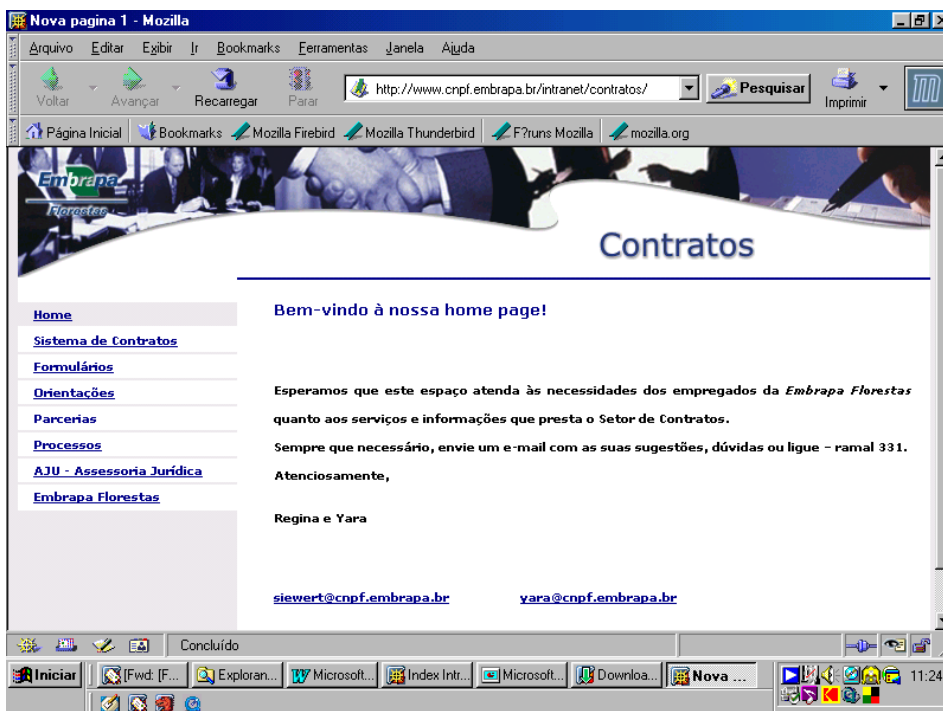 Nova pagina 1 - Mozilla
Arquivo Editar Exibir Ir Bookmarks Ferramentas Janela Ajuda
Voltar Avançar Recarregar Parar http://www.cnpf.embrapa.br/intranet/contratos/ Pesquisar Imprimir
Página Inicial Bookmarks Mozilla Firebird Mozilla Thunderbird F?runs Mozilla mozilla.org
Embrapa
Florestas
Contratos
Home
Sistema de Contratos
Formulários
Orientações
Parcerias
Processos
AJU - Assessoria Jurídica
Embrapa Florestas
Bem-vindo à nossa home page!
Esperamos que este espaço atenda às necessidades dos empregados da Embrapa Florestas
quanto aos serviços e informações que presta o Setor de Contratos.
Sempre que necessário, envie um e-mail com as suas sugestões, dúvidas ou ligue – ramal 331.
Atenciosamente,
Regina e Yara
siewert@cnpf.embrapa.br yara@cnpf.embrapa.br
Concluído
Iniciar [Fwd: [F... Exploran... Microsoft... Index Intr... Microsoft... Downloa... Nova ... 11:24